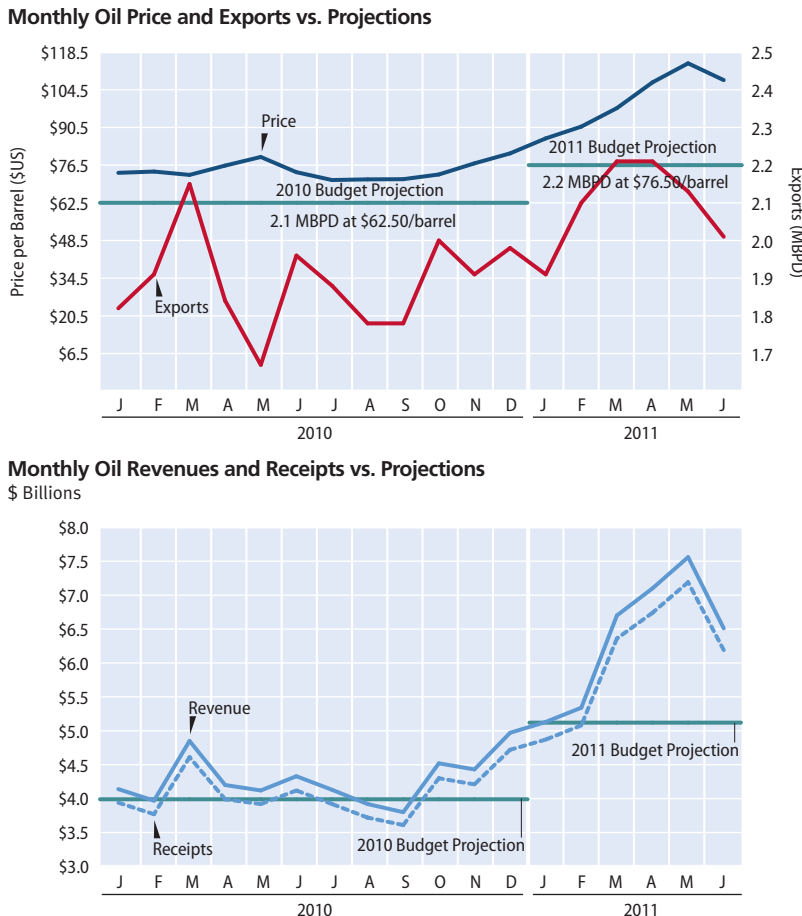 Monthly Oil Price and Exports vs. Projections
Price per Barrel ($US)
$118.5
$104.5
$90.5
$76.5
$62.5
$48.5
$34.5
$20.5
$6.5
2.5
2.4
2.3
2.2
2.1
2.0
1.9
1.8
1.7
Exports (MBPD)
Price
2011 Budget Projection
2.2 MBPD at $76.50/barrel
2010 Budget Projection
2.1 MBPD at $62.50/barrel
Exports
J F M A M J J A S O N D J F M A M J
2010 2011
Monthly Oil Revenues and Receipts vs. Projections
$ Billions
$8.0
$7.5
$7.0
$6.5
$6.0
$5.5
$5.0
$4.5
$4.0
$3.5
$3.0
Revenue
2011 Budget Projection
Receipts
2010 Budget Projection
J F M A M J J A S O N D J F M A M J
2010 2011